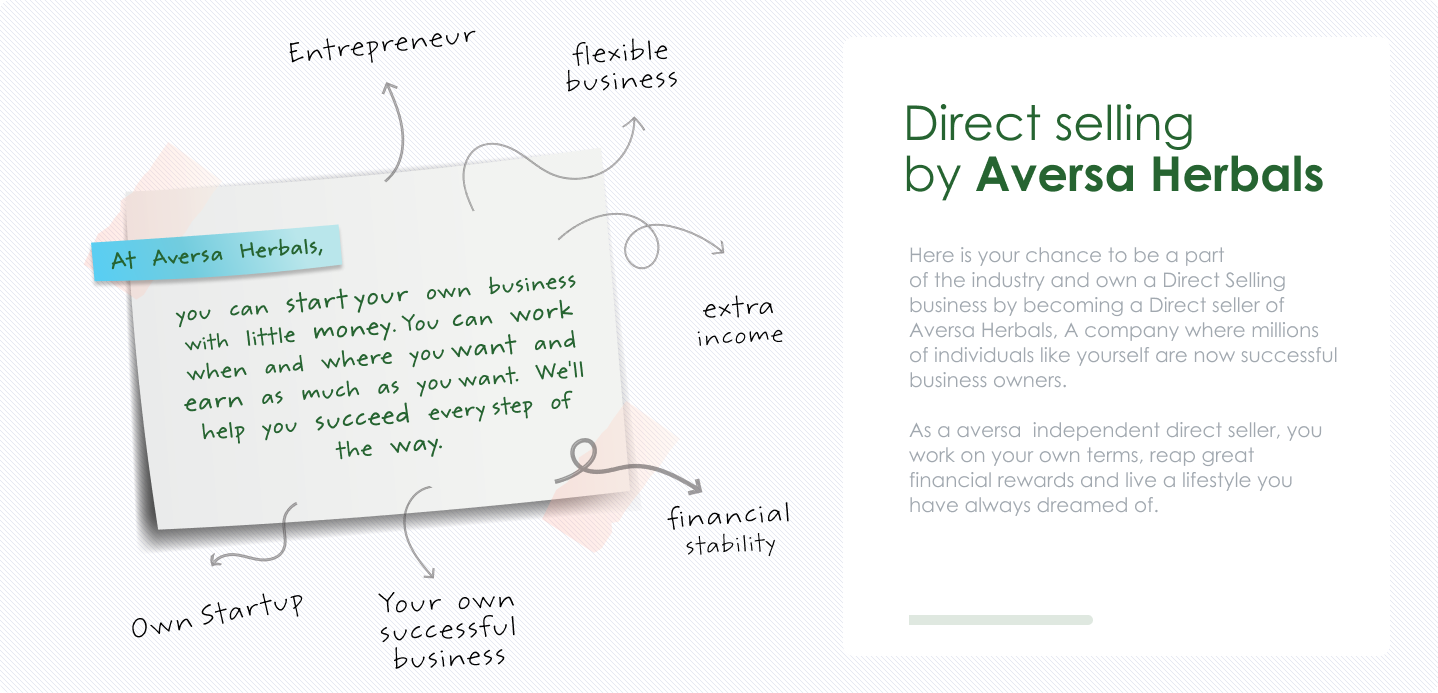 Entrepreneur
flexible
business
At Aversa Herbals,
you can start your own business
with little money. You can work
when and where you want and
earn as much as you want. We'll
help you succeed every step of
the way.
extra
income
financial
stability
Own Startup
Your own
successful
business
Direct selling
by Aversa Herbals
Here is your chance to be a part
of the industry and own a Direct Selling
business by becoming a Direct seller of
Aversa Herbals, A company where millions
of individuals like yourself are now successful
business owners.
As a aversa  independent direct seller, you
work on your own terms, reap great
financial rewards and live a lifestyle you
have always dreamed of.